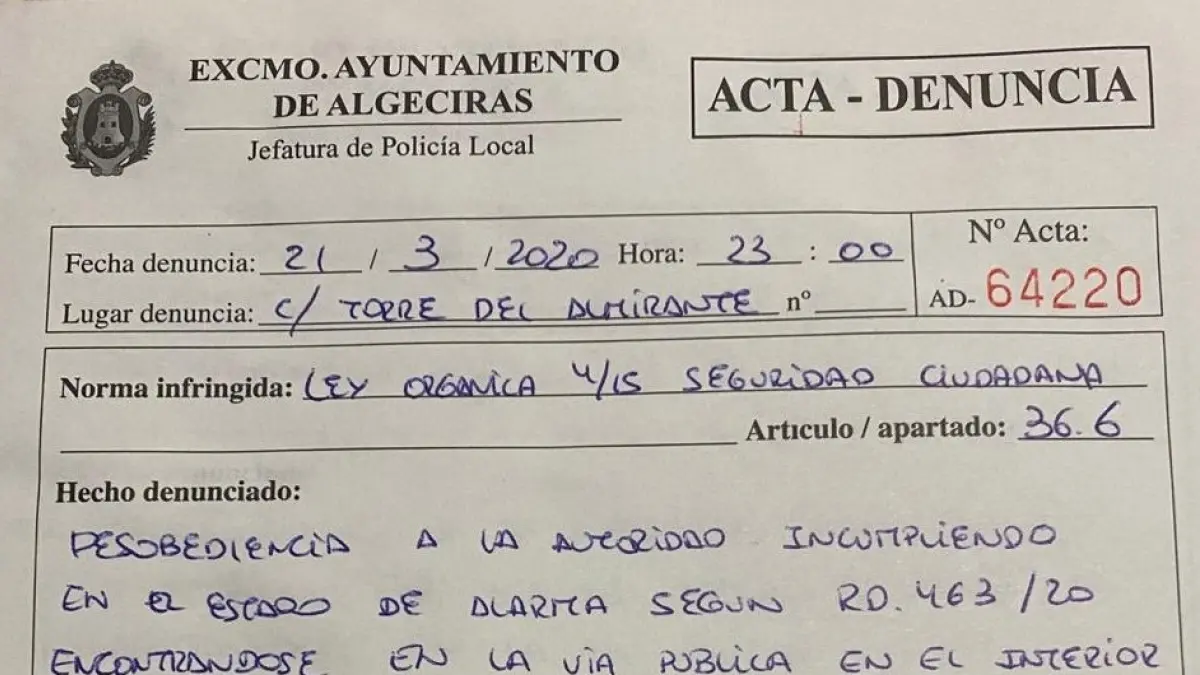 EXCMO. AYUNTAMIENTO
DE ALGECIRAS
Jefatura de Policía Local
ACTA - DENUNCIA
Fecha denuncia: 21 / 3 / 2020 Hora: 23 : 00
Lugar denuncia: C/ TORRE DEL ALMIRANTE nº
Nº Acta:
AD- 64220
Norma infringida: LEY ORGANICA 4/15 SEGURIDAD CIUDADANA
Artículo / apartado: 36.6
Hecho denunciado:
DESOBEDIENCIA A LA AUTORIDAD INCUMPLIENDO
EN EL ESTADO DE ALARMA SEGUN RD. 463/20
ENCONTRANDOSE EN LA VIA PUBLICA EN EL INTERIOR